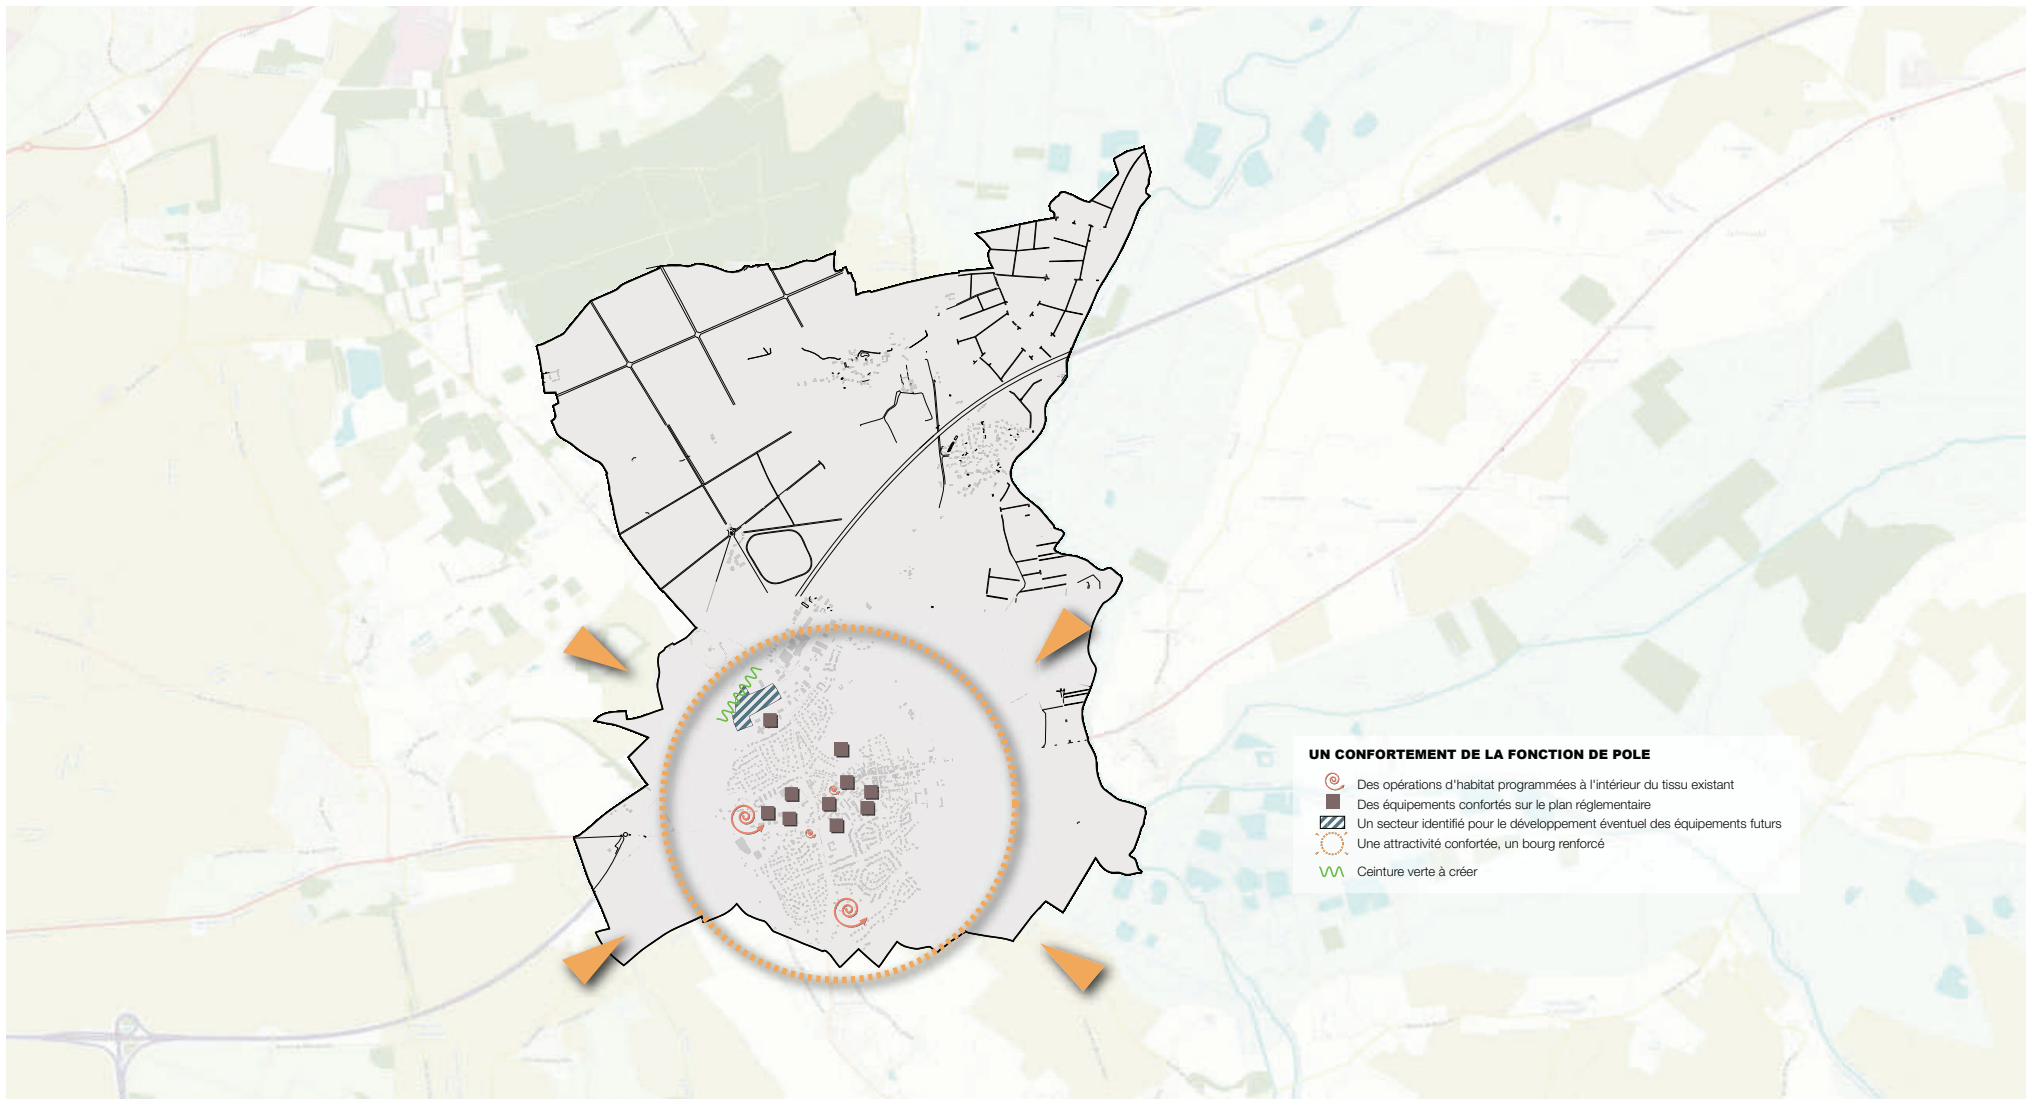 UN CONFORTEMENT DE LA FONCTION DE POLE
Des opérations d'habitat programmées à l'intérieur du tissu existant
Des équipements confortés sur le plan réglementaire
Un secteur identifié pour le développement éventuel des équipements futurs
Une attractivité confortée, un bourg renforcé
Ceinture verte à créer